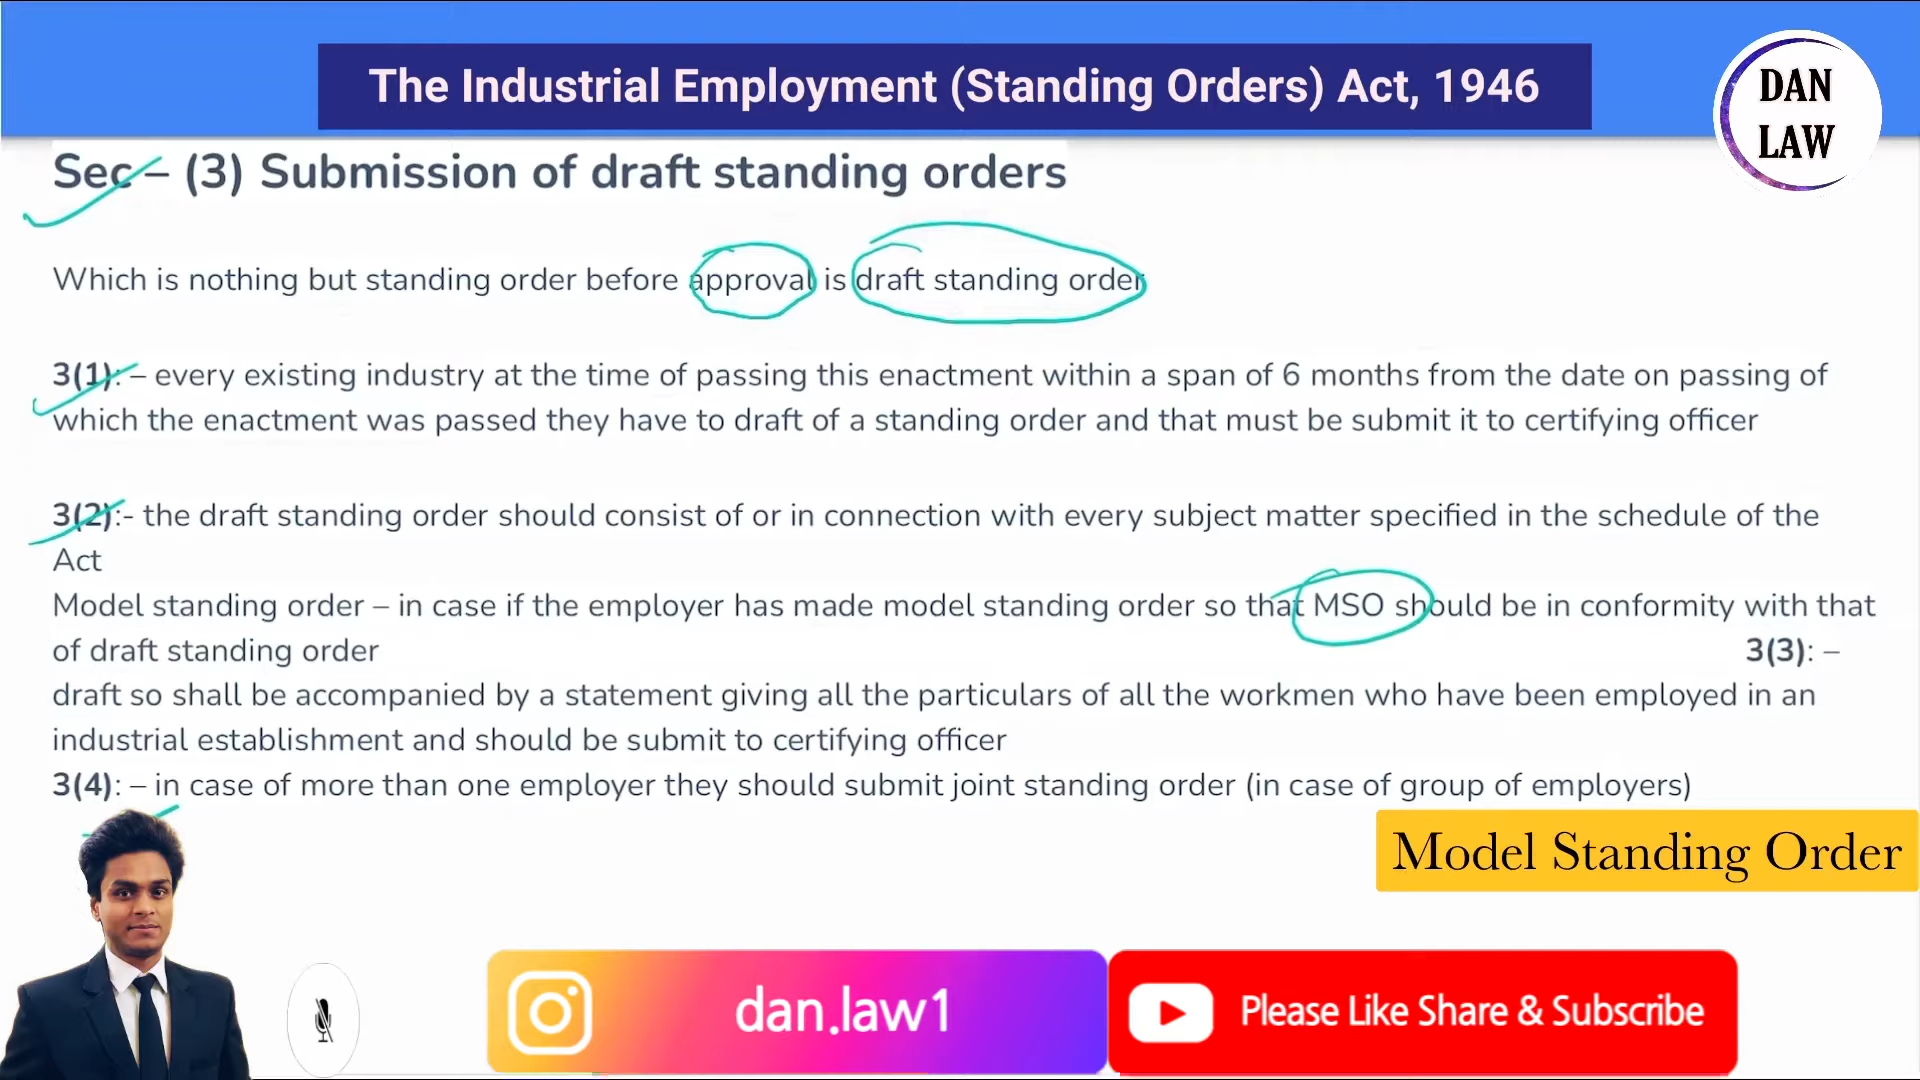 The Industrial Employment (Standing Orders) Act, 1946
DAN
LAW
Sec – (3) Submission of draft standing orders
Which is nothing but standing order before approval is draft standing order
3(1): – every existing industry at the time of passing this enactment within a span of 6 months from the date on passing of
which the enactment was passed they have to draft of a standing order and that must be submit it to certifying officer
3(2):- the draft standing order should consist of or in connection with every subject matter specified in the schedule of the
Act
Model standing order – in case if the employer has made model standing order so that MSO should be in conformity with that
of draft standing order 3(3): –
draft so shall be accompanied by a statement giving all the particulars of all the workmen who have been employed in an
industrial establishment and should be submit to certifying officer
3(4): – in case of more than one employer they should submit joint standing order (in case of group of employers)
Model Standing Order
dan.law1
Please Like Share & Subscribe